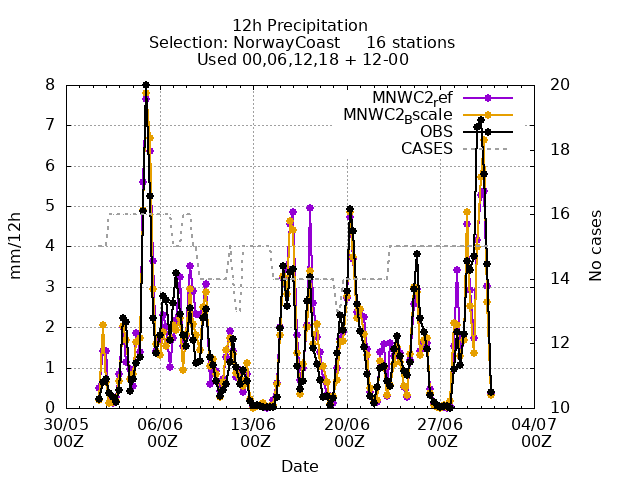 12h Precipitation
Selection: NorwayCoast 16 stations
Used 00,06,12,18 + 12-00
MNWC2ref
MNWC2Bscale
OBS
CASES
mm/12h
8
7
6
5
4
3
2
1
0
No cases
20
18
16
14
12
10
30/05 06/06 13/06 20/06 27/06 04/07
00Z 00Z 00Z 00Z 00Z 00Z
Date